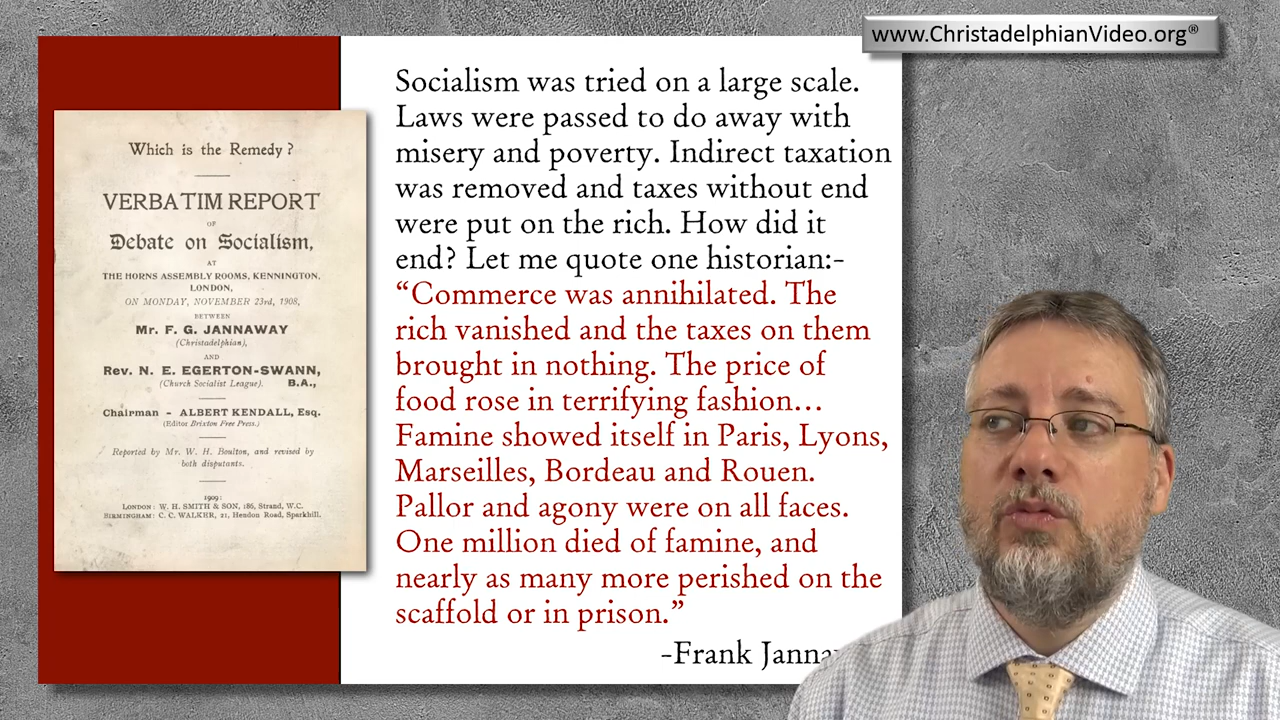 www.ChristadelphianVideo.org®
Which is the Remedy?
VERBATIM REPORT
OF
Debate on Socialism,
AT
THE HORNS ASSEMBLY ROOMS, KENNINGTON,
LONDON,
ON MONDAY, NOVEMBER 23rd, 1908,
BETWEEN
Mr. F. G. JANNAWAY
(Christadelphian),
AND
Rev. N. E. EGERTON-SWANN,
(Church Socialist League). B.A.,
Chairman - ALBERT KENDALL, Esq.
(Editor Brixton Free Press.)
Reported by Mr. W. H. Boulton, and revised by
both disputants.
1909:
LONDON: W. H. SMITH & SON, 186, Strand, W.C.
BIRMINGHAM: C. C. WALKER, 21, Hendon Road, Sparkhill.
Socialism was tried on a large scale.
Laws were passed to do away with
misery and poverty. Indirect taxation
was removed and taxes without end
were put on the rich. How did it
end? Let me quote one historian:-
“Commerce was annihilated. The
rich vanished and the taxes on them
brought in nothing. The price of
food rose in terrifying fashion…
Famine showed itself in Paris, Lyons,
Marseilles, Bordeau and Rouen.
Pallor and agony were on all faces.
One million died of famine, and
nearly as many more perished on the
scaffold or in prison.”
-Frank